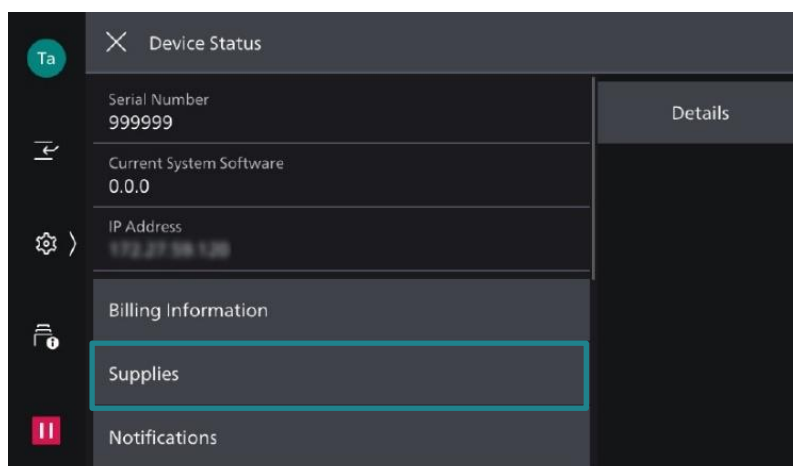 Ta
Device Status
Serial Number
999999
Details
Current System Software
0.0.0
IP Address
Billing Information
Supplies
Notifications